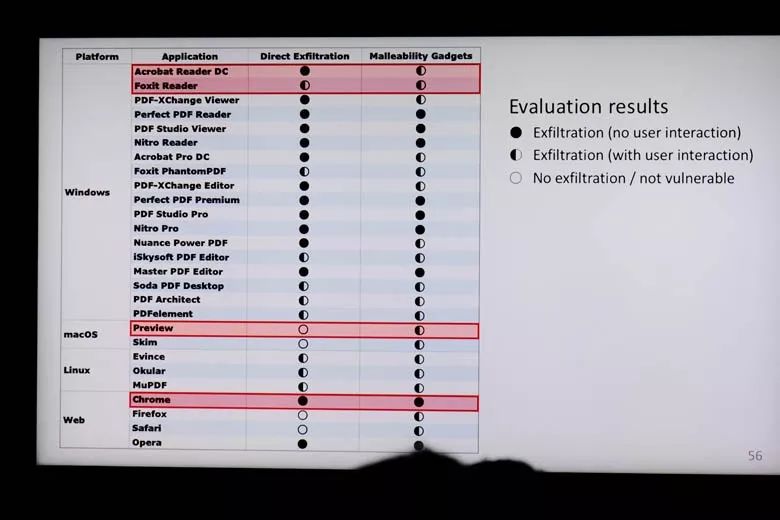 Platform Application Direct Exfiltration Malleability Gadgets
Acrobat Reader DC ● ◐
Foxit Reader ◐ ◐
PDF-XChange Viewer ● ◐
Perfect PDF Reader ● ●
PDF Studio Viewer ● ●
Nitro Reader ● ●
Acrobat Pro DC ● ◐
Foxit PhantomPDF ◐ ◐
PDF-XChange Editor ● ◐
Windows Perfect PDF Premium ● ●
PDF Studio Pro ● ●
Nitro Pro ● ●
Nuance Power PDF ● ◐
iSkysoft PDF Editor ◐ ◐
Master PDF Editor ● ●
Soda PDF Desktop ◐ ◐
PDF Architect ◐ ◐
PDFelement ◐ ◐
macOS Preview ○ ◐
Skim ○ ◐
Evince ◐ ◐
Linux Okular ◐ ◐
MuPDF ◐ ◐
Chrome ● ●
Web Firefox ○ ◐
Safari ○ ◐
Opera ● ●
Evaluation results
● Exfiltration (no user interaction)
◐ Exfiltration (with user interaction)
○ No exfiltration / not vulnerable
56